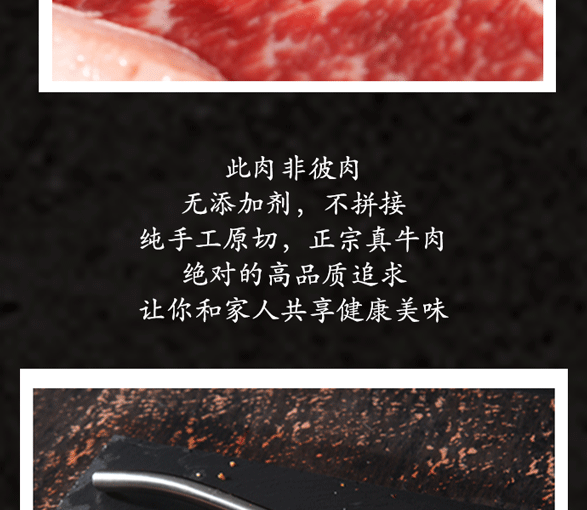 此肉非彼肉
无添加剂，不拼接
纯手工原切，正宗真牛肉
绝对的高品质追求
让你和家人共享健康美味